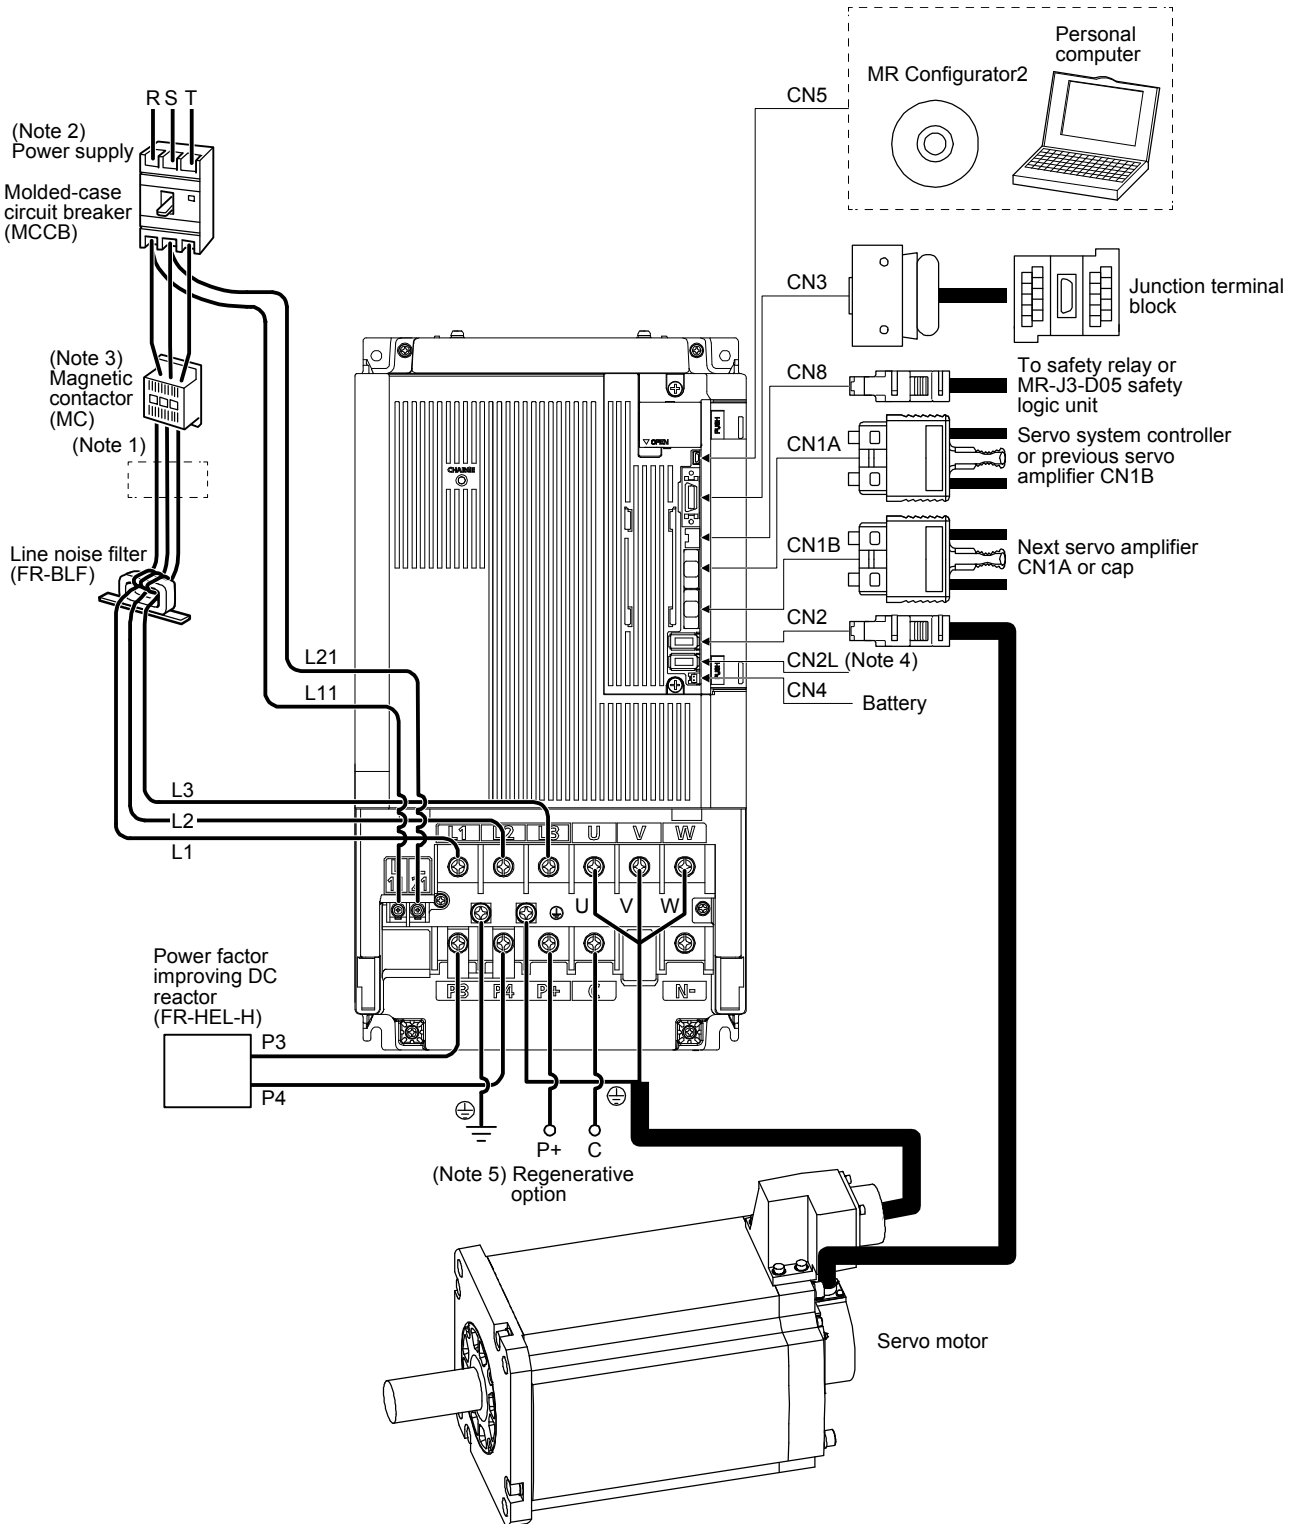 Personal
computer
MR Configurator2
CN5
R S T
(Note 2)
Power supply
Molded-case
circuit breaker
(MCCB)
CN3
Junction terminal
block
(Note 3)
Magnetic
contactor
(MC)
(Note 1)
CN8
To safety relay or
MR-J3-D05 safety
logic unit
PUSH
OPEN
CN1A
Servo system controller
or previous servo
amplifier CN1B
CHARGE
CN1B
Next servo amplifier
CN1A or cap
Line noise filter
(FR-BLF)
CN2
CN2L (Note 4)
PUSH
CN4
Battery
L21
L11
L3
L2
L1
L1 L2 L3 U V W
U V W
Power factor
improving DC
reactor
(FR-HEL-H)
P3 P4 P+ C N-
P3
P4
P+ C
(Note 5) Regenerative
option
Servo motor